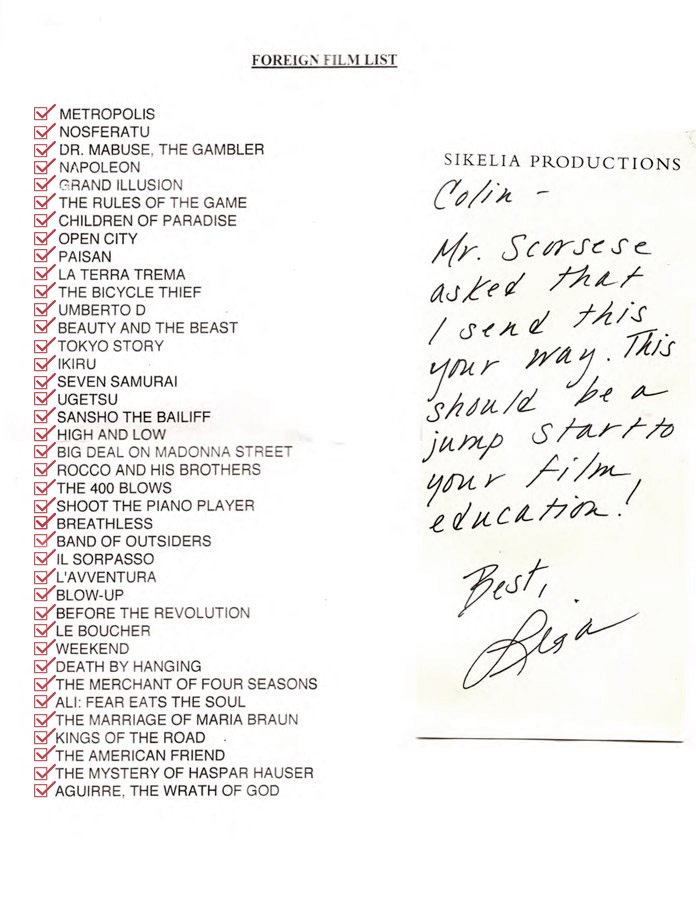 FOREIGN FILM LIST
METROPOLIS
NOSFERATU
DR. MABUSE, THE GAMBLER
NAPOLEON
GRAND ILLUSION
THE RULES OF THE GAME
CHILDREN OF PARADISE
OPEN CITY
PAISAN
LA TERRA TREMA
THE BICYCLE THIEF
UMBERTO D
BEAUTY AND THE BEAST
TOKYO STORY
IKIRU
SEVEN SAMURAI
UGETSU
SANSHO THE BAILIFF
HIGH AND LOW
BIG DEAL ON MADONNA STREET
ROCCO AND HIS BROTHERS
THE 400 BLOWS
SHOOT THE PIANO PLAYER
BREATHLESS
BAND OF OUTSIDERS
IL SORPASSO
L'AVVENTURA
BLOW-UP
BEFORE THE REVOLUTION
LE BOUCHER
WEEKEND
DEATH BY HANGING
THE MERCHANT OF FOUR SEASONS
ALI: FEAR EATS THE SOUL
THE MARRIAGE OF MARIA BRAUN
KINGS OF THE ROAD
THE AMERICAN FRIEND
THE MYSTERY OF HASPAR HAUSER
AGUIRRE, THE WRATH OF GOD
SIKELIA PRODUCTIONS
Colin -
Mr. Scorsese
asked that
I send this
your way. This
should be a
jump start to
your film
education!
Best,
Lisa